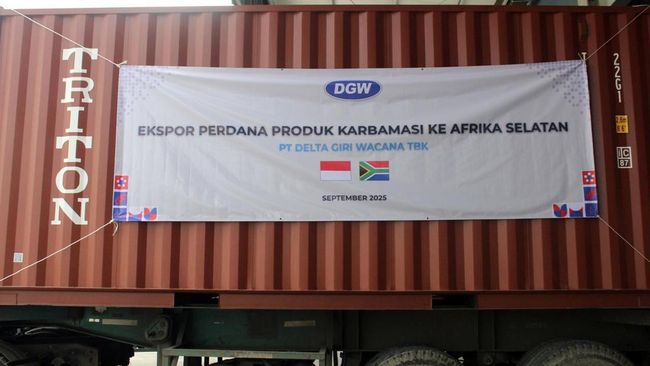 DGW
EKSPOR PERDANA PRODUK KARBAMASI KE AFRIKA SELATAN
PT DELTA GIRI WACANA TBK
SEPTEMBER 2025
TRITON
22G1